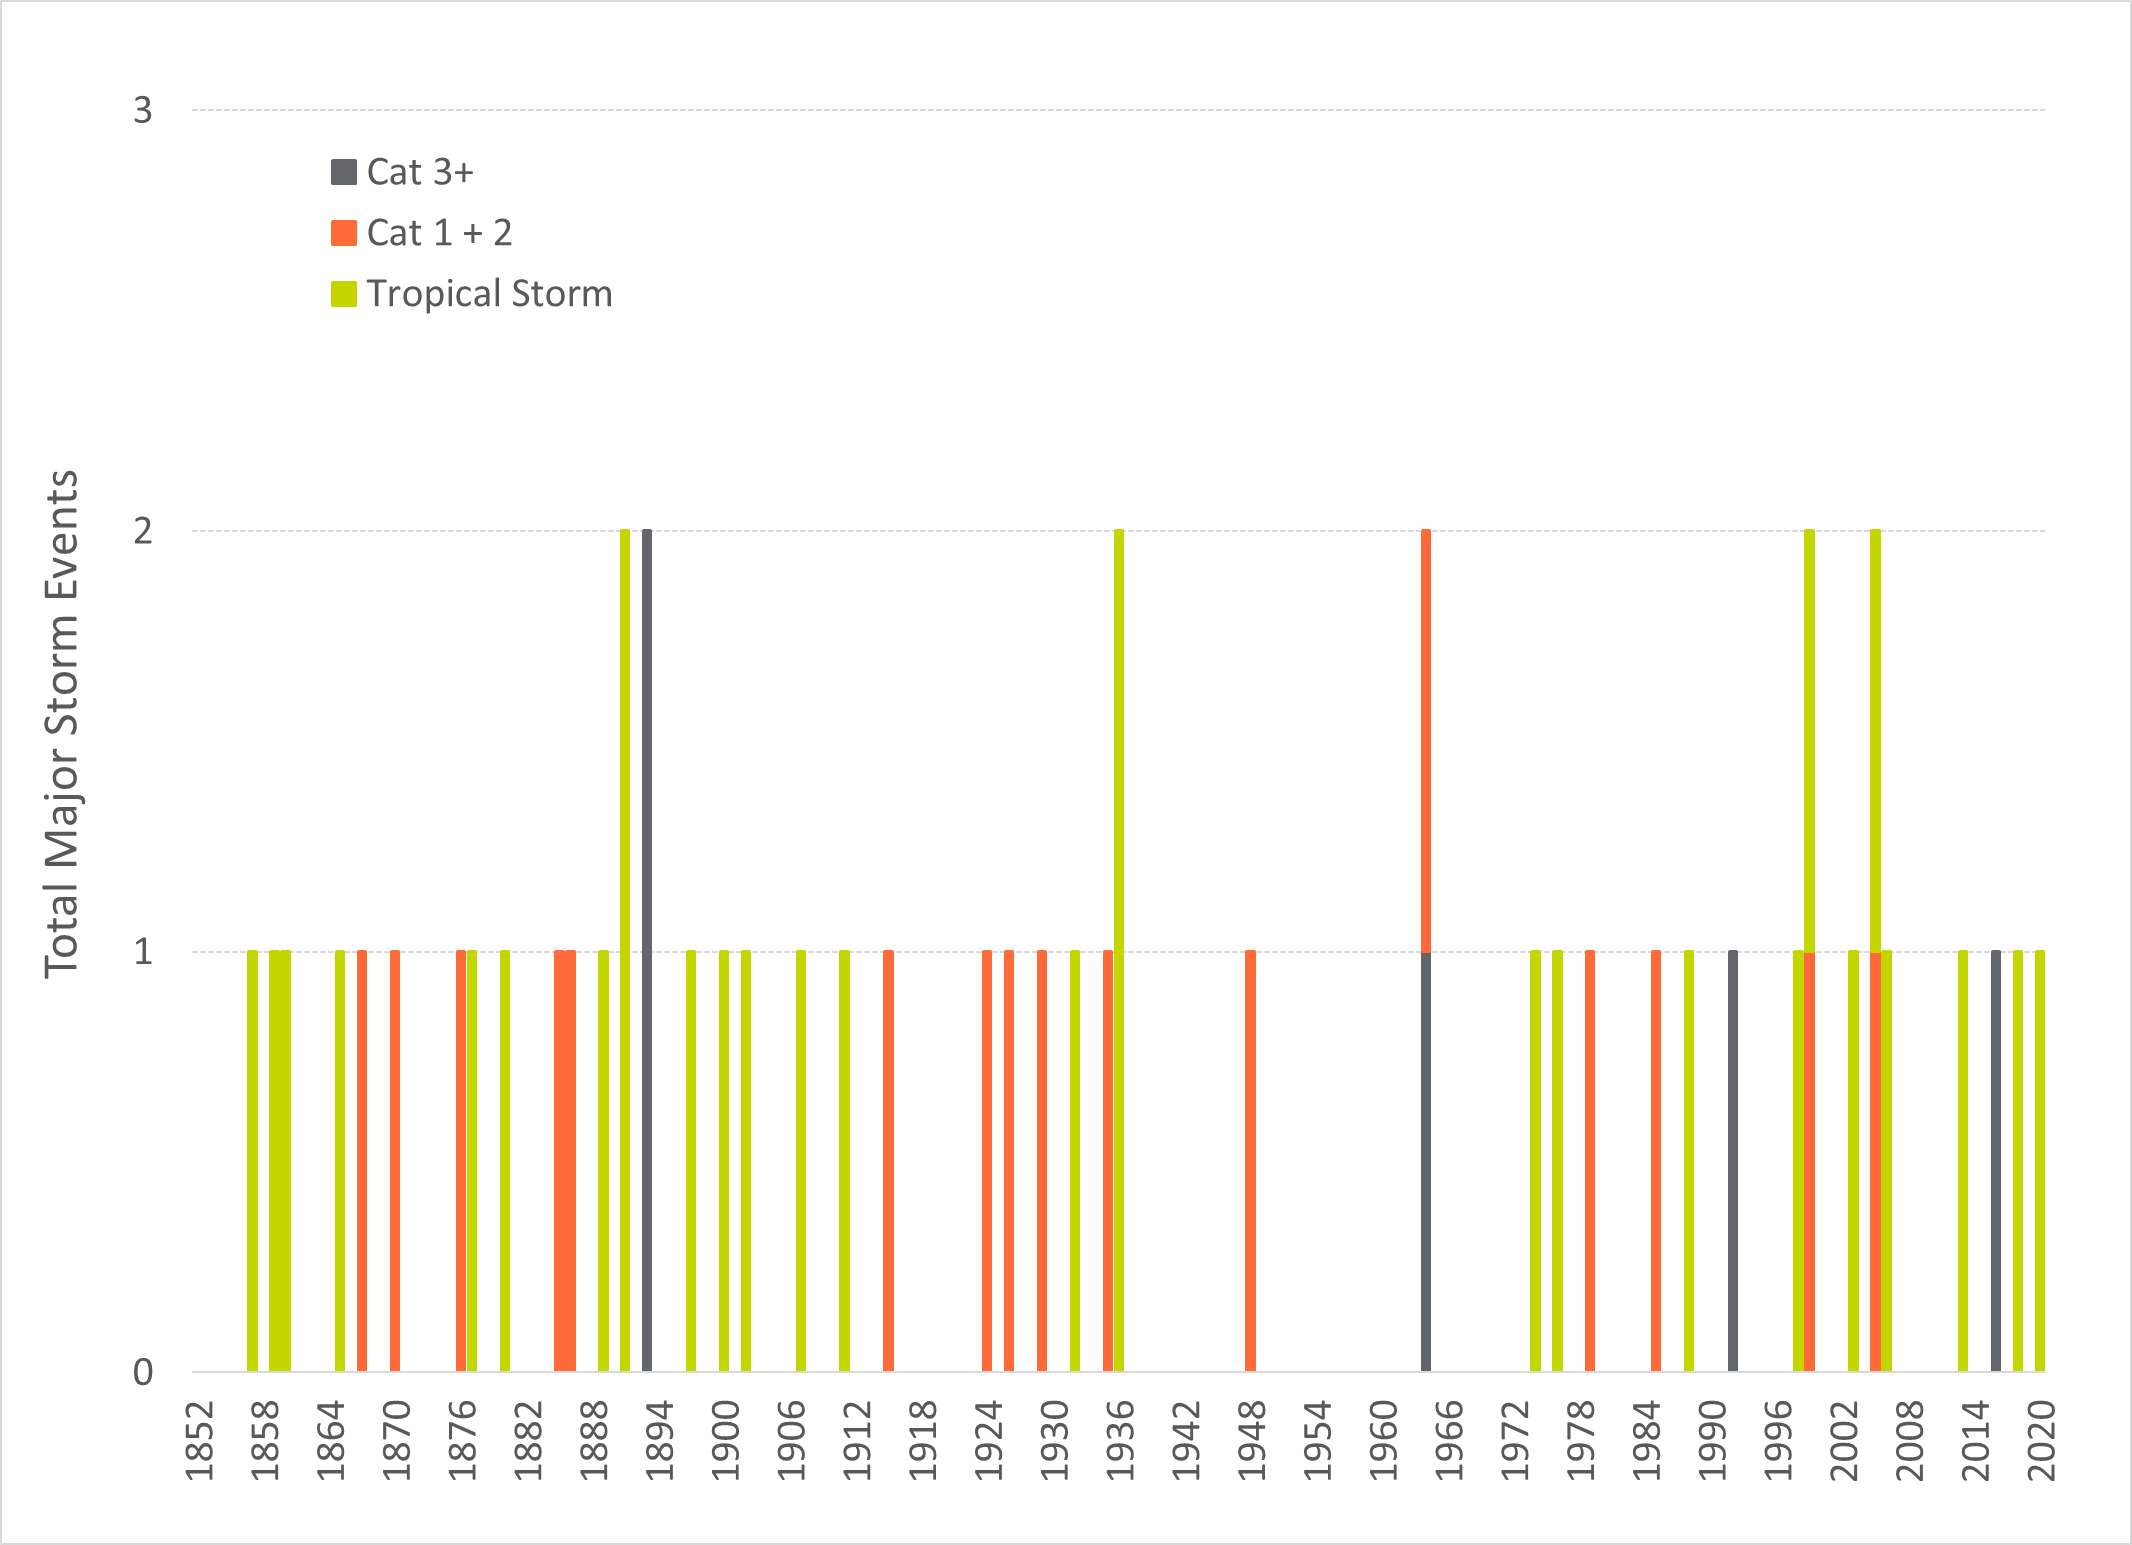 3
Cat 3+
Cat 1 + 2
Tropical Storm
Total Major Storm Events
2
1
0
1852 1858 1864 1870 1876 1882 1888 1894 1900 1906 1912 1918 1924 1930 1936 1942 1948 1954 1960 1966 1972 1978 1984 1990 1996 2002 2008 2014 2020